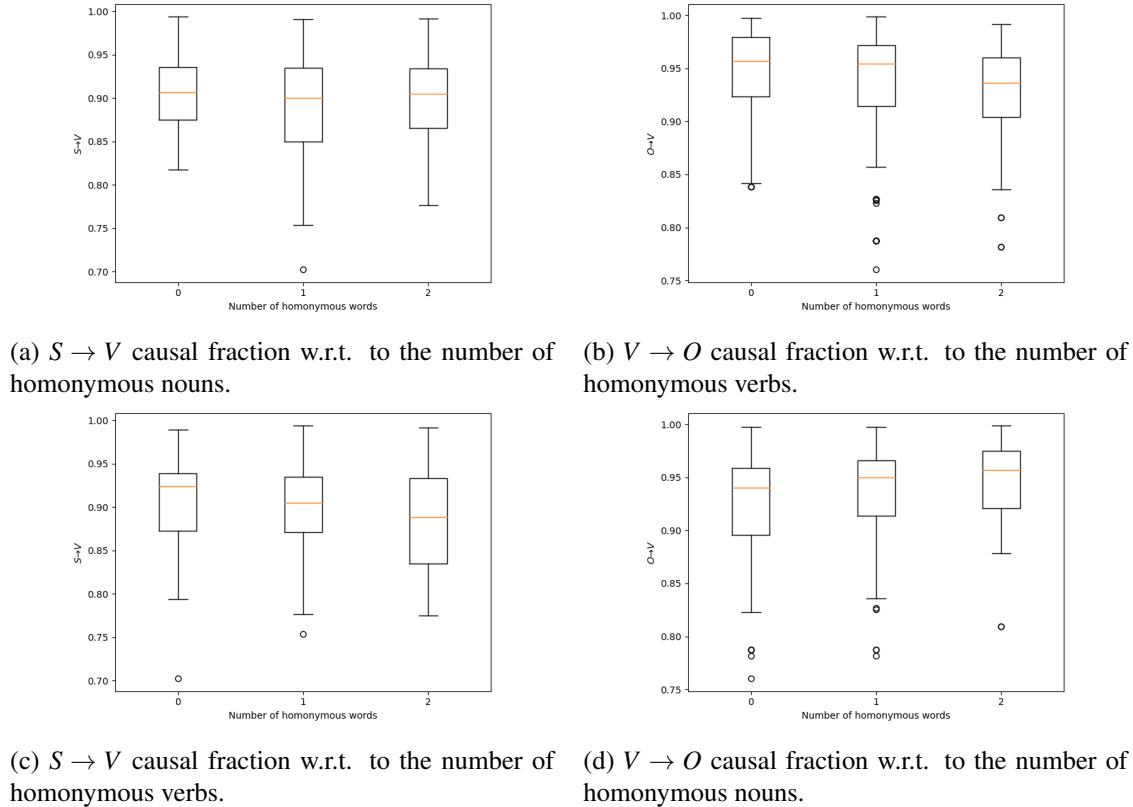 1.00
0.95
0.90
0.85
0.80
0.75
0.70
S→V
0 1 2
Number of homonymous words
1.00
0.95
0.90
0.85
0.80
0.75
O→V
0 1 2
Number of homonymous words
(a) S → V causal fraction w.r.t. to the number of
homonymous nouns.
(b) V → O causal fraction w.r.t. to the number of
homonymous verbs.
1.00
0.95
0.90
0.85
0.80
0.75
0.70
S→V
0 1 2
Number of homonymous words
1.00
0.95
0.90
0.85
0.80
0.75
O→V
0 1 2
Number of homonymous words
(c) S → V causal fraction w.r.t. to the number of
homonymous verbs.
(d) V → O causal fraction w.r.t. to the number of
homonymous nouns.